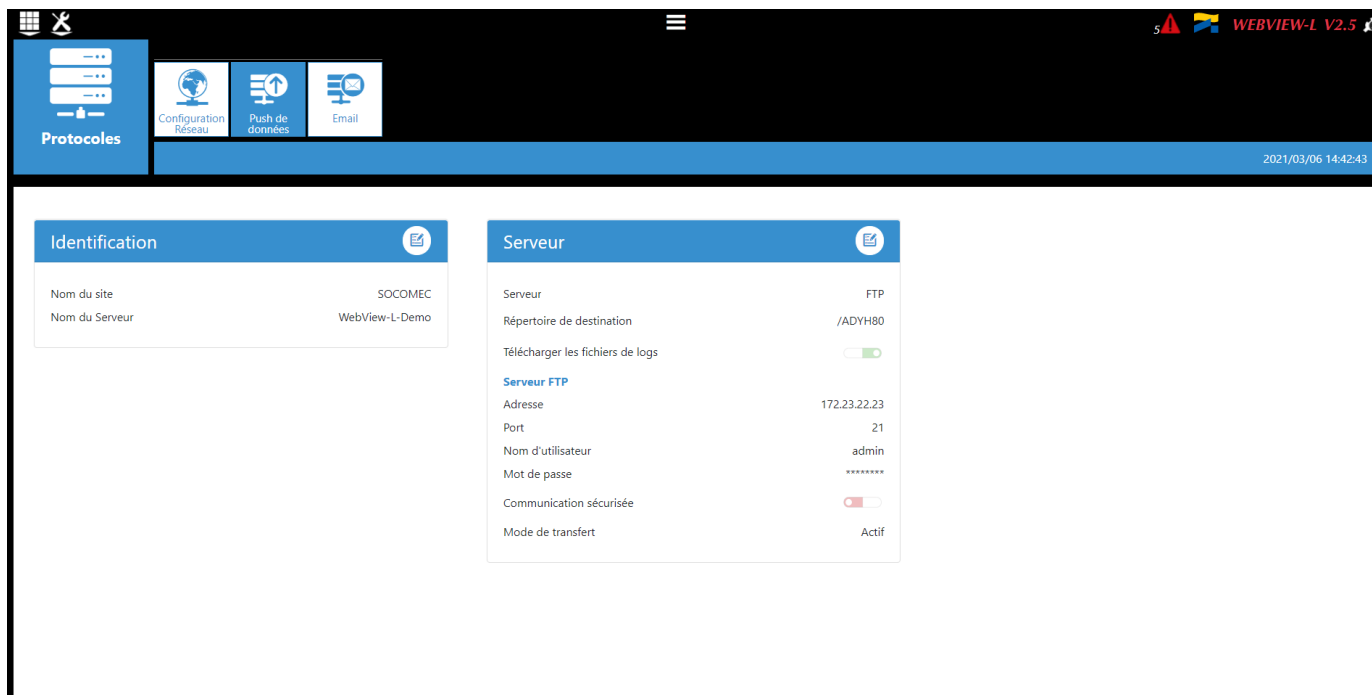 5 WEBVIEW-L V2.5
Protocoles
Configuration
Réseau
Push de
données
Email
2021/03/06 14:42:43
Identification
Nom du site SOCOMEC
Nom du Serveur WebView-L-Demo
Serveur
Serveur FTP
Répertoire de destination /ADYH80
Télécharger les fichiers de logs
Serveur FTP
Adresse 172.23.22.23
Port 21
Nom d'utilisateur admin
Mot de passe ********
Communication sécurisée
Mode de transfert Actif